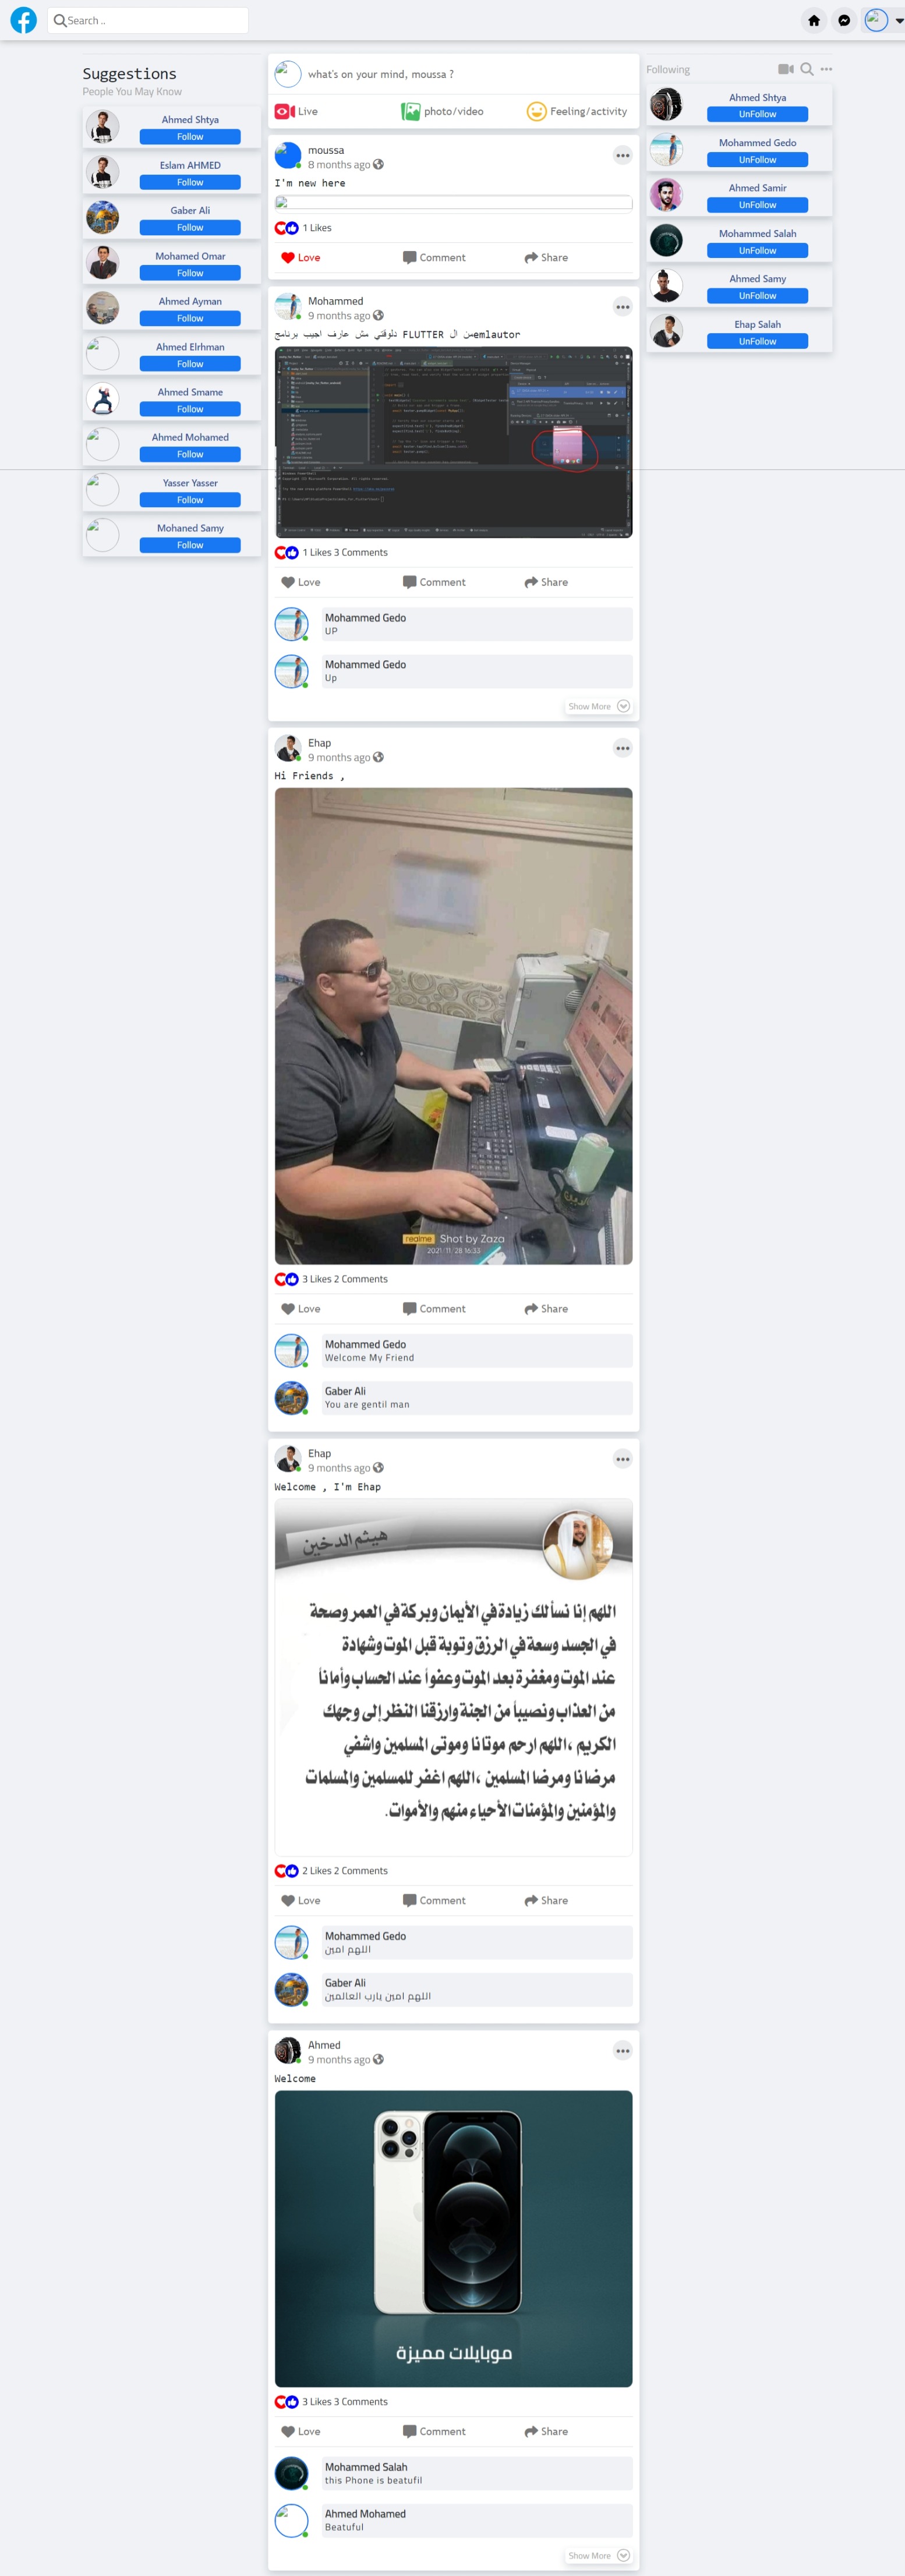 Search ..
Suggestions
People You May Know
Ahmed Shtya
Follow
Eslam AHMED
Follow
Gaber Ali
Follow
Mohamed Omar
Follow
Ahmed Ayman
Follow
Ahmed Elrhman
Follow
Ahmed Smame
Follow
Ahmed Mohamed
Follow
Yasser Yasser
Follow
Mohaned Samy
Follow
what's on your mind, moussa ?
Live photo/video Feeling/activity
moussa
8 months ago
I'm new here
1 Likes
Love Comment Share
Mohammed
9 months ago
دلوقتي مش عارف اجيب برنامج FLUTTER من الemlautor
1 Likes 3 Comments
Love Comment Share
Mohammed Gedo
UP
Mohammed Gedo
Up
Show More
Ehap
9 months ago
Hi Friends ,
realme Shot by Zaza
2021/11/28 16:33
3 Likes 2 Comments
Love Comment Share
Mohammed Gedo
Welcome My Friend
Gaber Ali
You are gentil man
Ehap
9 months ago
Welcome , I'm Ehap
هيثم الدخين
اللهم إنا نسألك زيادة في الأيمان وبركة في العمر وصحة
في الجسد وسعة في الرزق وتوبة قبل الموت وشهادة
عند الموت ومغفرة بعد الموت وعفواً عند الحساب وأماناً
من العذاب ونصيباً من الجنة وارزقنا النظر إلى وجهك
الكريم ،اللهم ارحم موتانا وموتى المسلمين واشفي
مرضانا ومرضا المسلمين ،اللهم اغفر للمسلمين والمسلمات
والمؤمنين والمؤمنات الأحياء منهم والأموات.
2 Likes 2 Comments
Love Comment Share
Mohammed Gedo
اللهم امين
Gaber Ali
اللهم امين يارب العالمين
Ahmed
9 months ago
Welcome
موبايلات مميزة
3 Likes 3 Comments
Love Comment Share
Mohammed Salah
this Phone is beatufil
Ahmed Mohamed
Beatuful
Show More
Following
Ahmed Shtya
UnFollow
Mohammed Gedo
UnFollow
Ahmed Samir
UnFollow
Mohammed Salah
UnFollow
Ahmed Samy
UnFollow
Ehap Salah
UnFollow